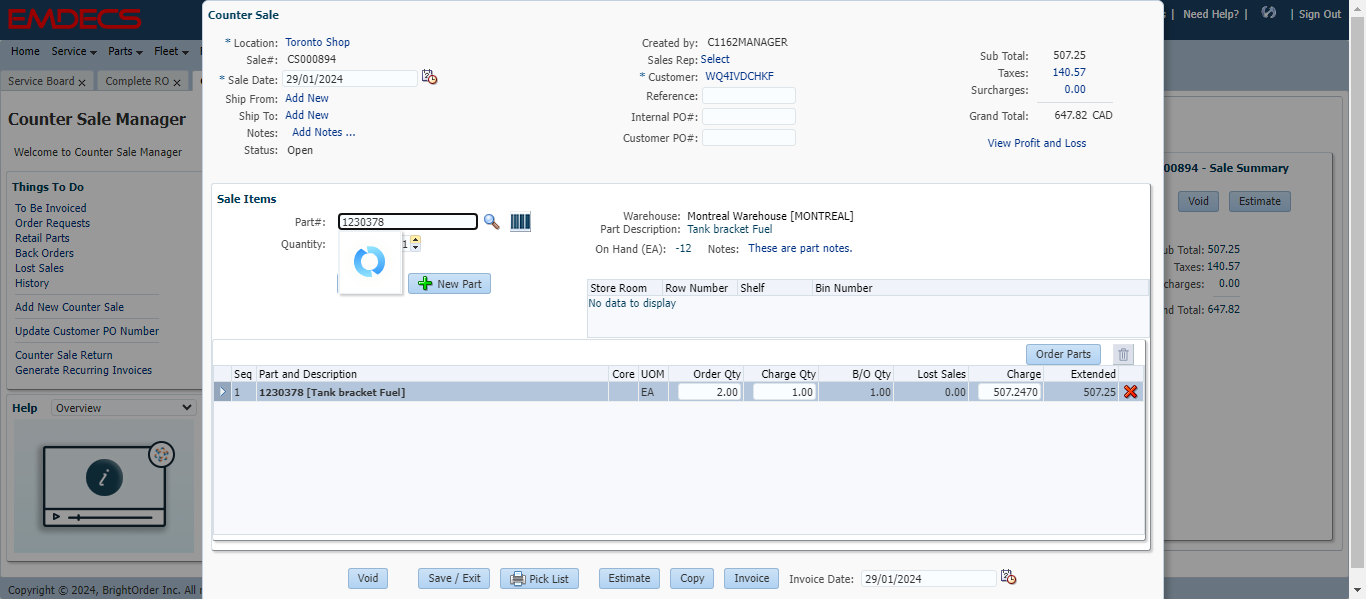 EMDECS
Need Help? | | Sign Out
Home Service Parts Fleet
Service Board x Complete RO x
Counter Sale Manager
Welcome to Counter Sale Manager
Things To Do
To Be Invoiced
Order Requests
Retail Parts
Back Orders
Lost Sales
History
Add New Counter Sale
Update Customer PO Number
Counter Sale Return
Generate Recurring Invoices
Help Overview
Copyright © 2024, BrightOrder Inc. All
Counter Sale
* Location: Toronto Shop
Sale#: CS000894
* Sale Date: 29/01/2024
Ship From: Add New
Ship To: Add New
Notes: Add Notes ...
Status: Open
Created by: C1162MANAGER
Sales Rep: Select
* Customer: WQ4IVDCHKF
Reference:
Internal PO#:
Customer PO#:
Sub Total: 507.25
Taxes: 140.57
Surcharges: 0.00
Grand Total: 647.82 CAD
View Profit and Loss
Sale Items
Part#: 1230378
Quantity: 1
New Part
Warehouse: Montreal Warehouse [MONTREAL]
Part Description: Tank bracket Fuel
On Hand (EA): -12 Notes: These are part notes.
Store Room Row Number Shelf Bin Number
No data to display
Order Parts
Seq Part and Description Core UOM Order Qty Charge Qty B/O Qty Lost Sales Charge Extended
1 1230378 [Tank bracket Fuel] EA 2.00 1.00 1.00 0.00 507.2470 507.25
Void Save / Exit Pick List Estimate Copy Invoice Invoice Date: 29/01/2024
00894 - Sale Summary
Void Estimate
ub Total: 507.25
Taxes: 140.57
charges: 0.00
nd Total: 647.82